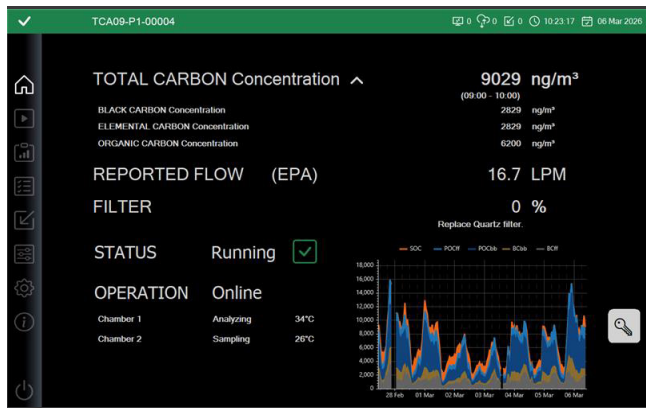 TCA09-P1-00004 0 0 0 10:23:17 06 Mar 2026
TOTAL CARBON Concentration 9029 ng/m³
(09:00 - 10:00)
BLACK CARBON Concentration 2829 ng/m³
ELEMENTAL CARBON Concentration 2829 ng/m³
ORGANIC CARBON Concentration 6200 ng/m³
REPORTED FLOW (EPA) 16.7 LPM
FILTER 0 %
Replace Quartz filter.
STATUS Running
SOC POCff POCbb BCbb BCff
OPERATION Online
Chamber 1 Analyzing 34°C
Chamber 2 Sampling 26°C
18,000
16,000
14,000
12,000
10,000
8,000
6,000
4,000
2,000
0
28 Feb 01 Mar 02 Mar 03 Mar 04 Mar 05 Mar 06 Mar